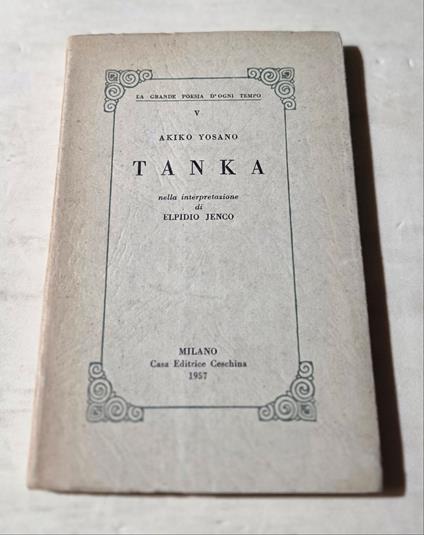 LA GRANDE POESIA D'OGNI TEMPO
V
AKIKO YOSANO
TANKA
nella interpretazione
di
ELPIDIO JENCO
MILANO
Casa Editrice Ceschina
1957